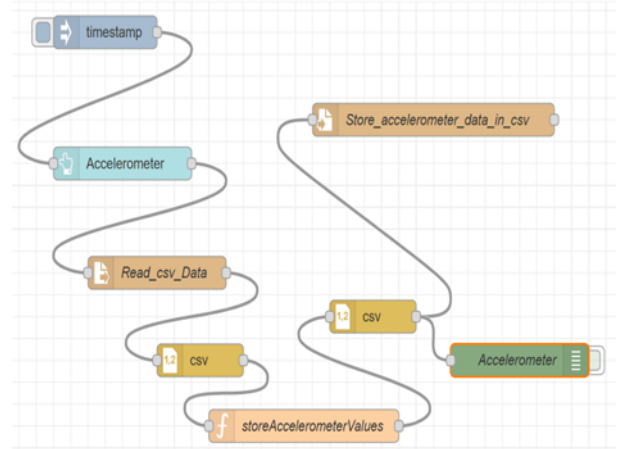 timestamp
Accelerometer
Read_csv_Data
1,2 csv
storeAccelerometerValues
f
1,2 csv
Store_accelerometer_data_in_csv
Accelerometer